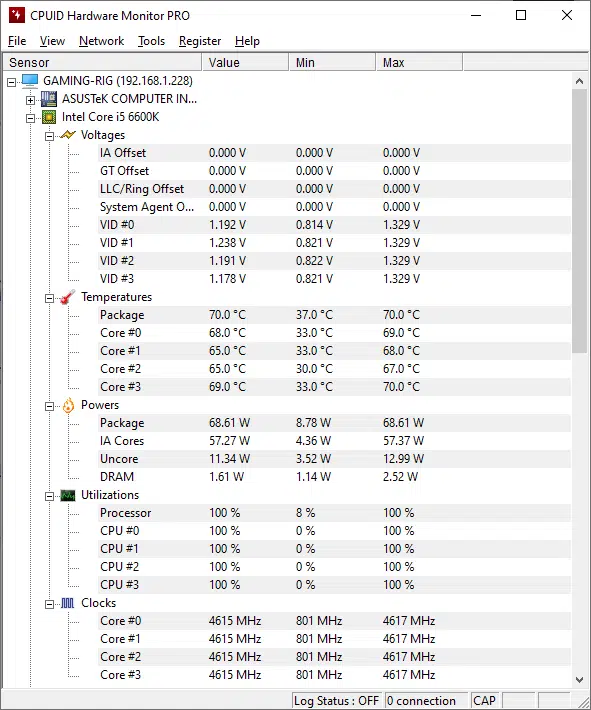 CPUID Hardware Monitor PRO
File View Network Tools Register Help
Sensor Value Min Max
GAMING-RIG (192.168.1.228)
ASUSTeK COMPUTER IN...
Intel Core i5 6600K
Voltages
IA Offset 0.000 V 0.000 V 0.000 V
GT Offset 0.000 V 0.000 V 0.000 V
LLC/Ring Offset 0.000 V 0.000 V 0.000 V
System Agent O... 0.000 V 0.000 V 0.000 V
VID #0 1.192 V 0.814 V 1.329 V
VID #1 1.238 V 0.821 V 1.329 V
VID #2 1.191 V 0.822 V 1.329 V
VID #3 1.178 V 0.821 V 1.329 V
Temperatures
Package 70.0 °C 37.0 °C 70.0 °C
Core #0 68.0 °C 33.0 °C 69.0 °C
Core #1 65.0 °C 33.0 °C 68.0 °C
Core #2 65.0 °C 30.0 °C 67.0 °C
Core #3 69.0 °C 33.0 °C 70.0 °C
Powers
Package 68.61 W 8.78 W 68.61 W
IA Cores 57.27 W 4.36 W 57.37 W
Uncore 11.34 W 3.52 W 12.99 W
DRAM 1.61 W 1.14 W 2.52 W
Utilizations
Processor 100 % 8 % 100 %
CPU #0 100 % 0 % 100 %
CPU #1 100 % 0 % 100 %
CPU #2 100 % 0 % 100 %
CPU #3 100 % 0 % 100 %
Clocks
Core #0 4615 MHz 801 MHz 4617 MHz
Core #1 4615 MHz 801 MHz 4617 MHz
Core #2 4615 MHz 801 MHz 4617 MHz
Core #3 4615 MHz 801 MHz 4617 MHz
Log Status : OFF 0 connection CAP